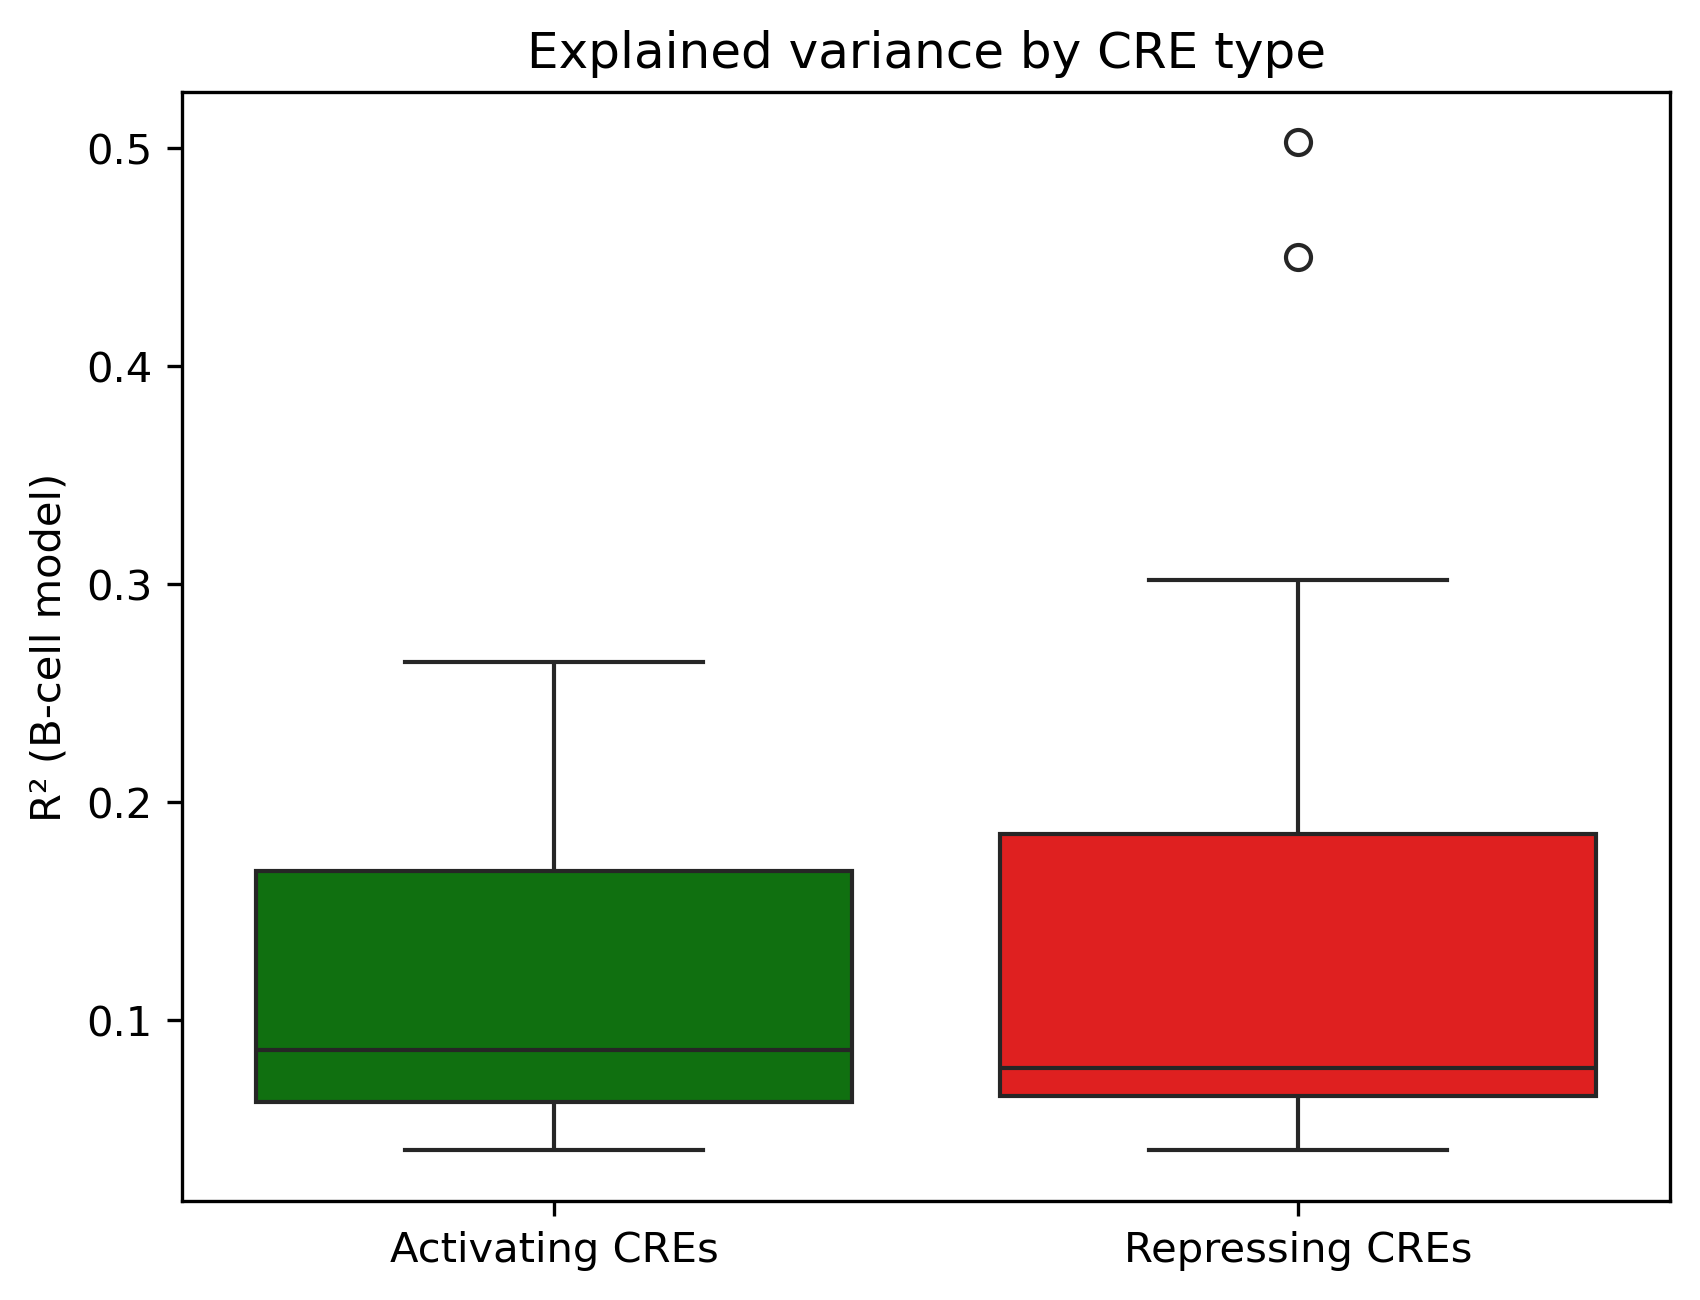 Explained variance by CRE type
R² (B-cell model)
0.5
0.4
0.3
0.2
0.1
Activating CREs
Repressing CREs